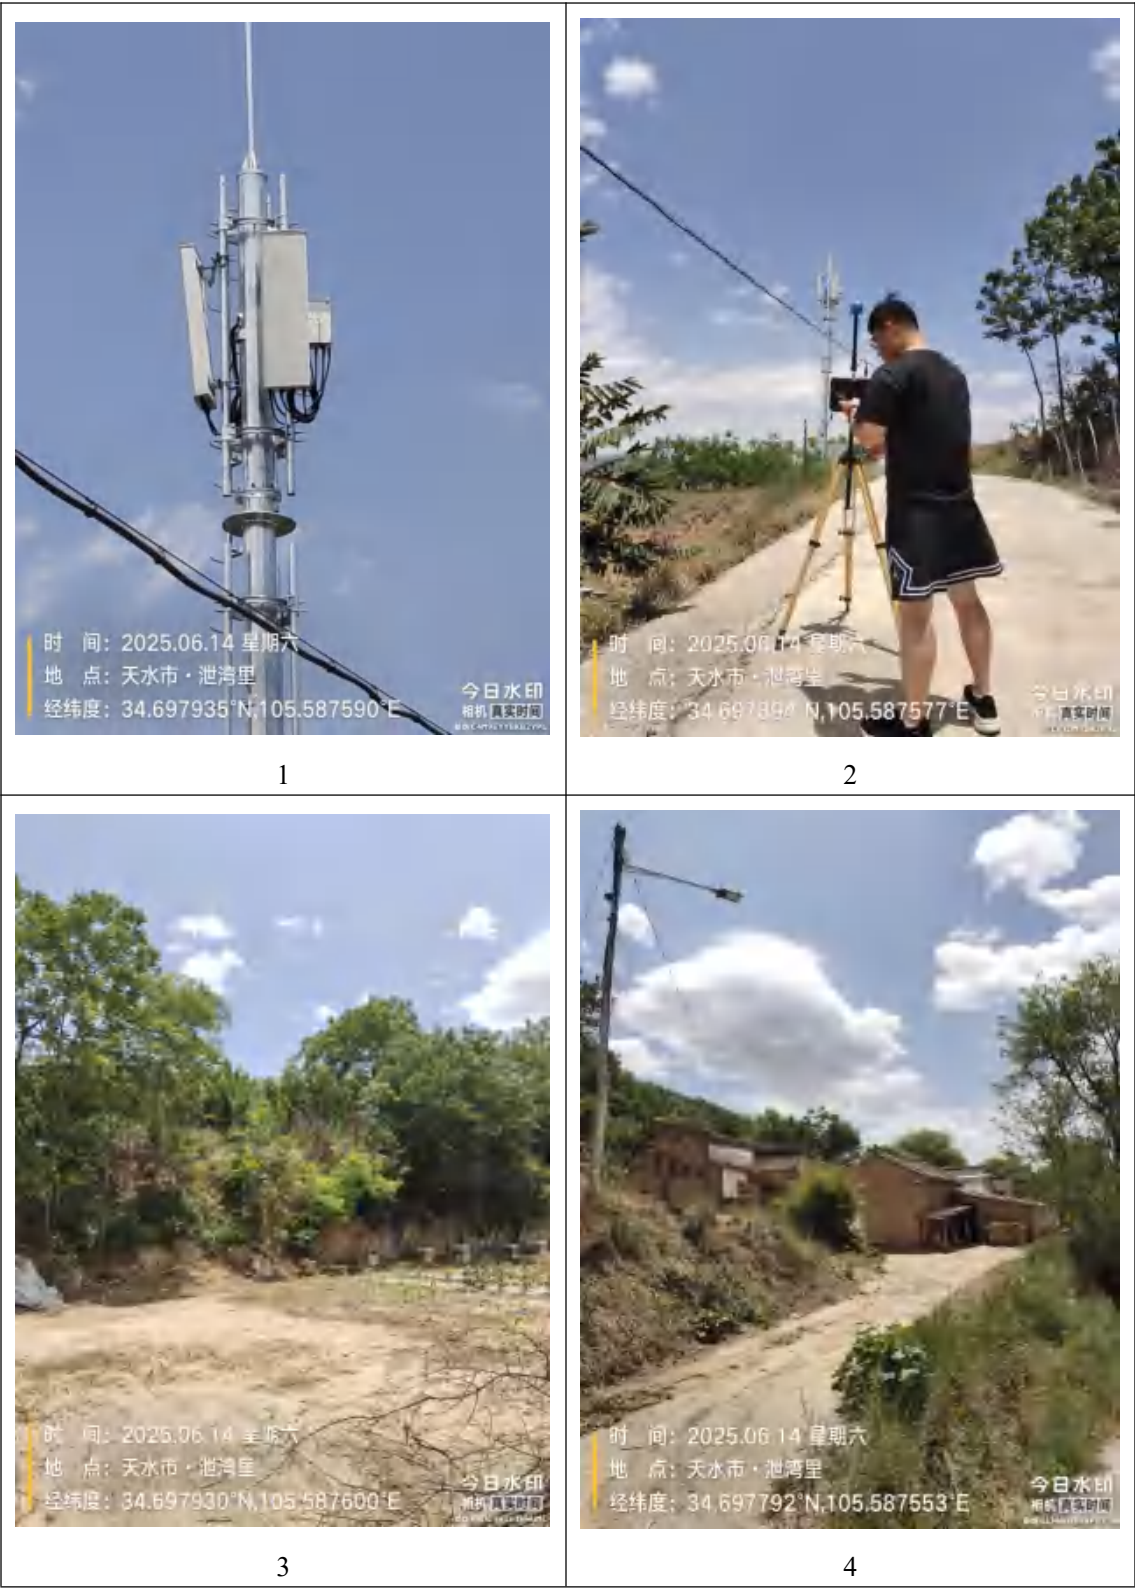 时 间：2025.06.14 星期六
地 点：天水市·泄湾里
经纬度：34.697935°N,105.587590°E
今日水印
相机 真实时间
1
时 间：2025.06.14 星期六
地 点：天水市·泄湾里
经纬度：34.697894°N,105.587577°E
今日水印
相机 真实时间
2
时 间：2025.06.14 星期六
地 点：天水市·泄湾里
经纬度：34.697930°N,105.587600°E
今日水印
相机 真实时间
3
时 间：2025.06.14 星期六
地 点：天水市·泄湾里
经纬度：34.697792°N,105.587553°E
今日水印
相机 真实时间
4